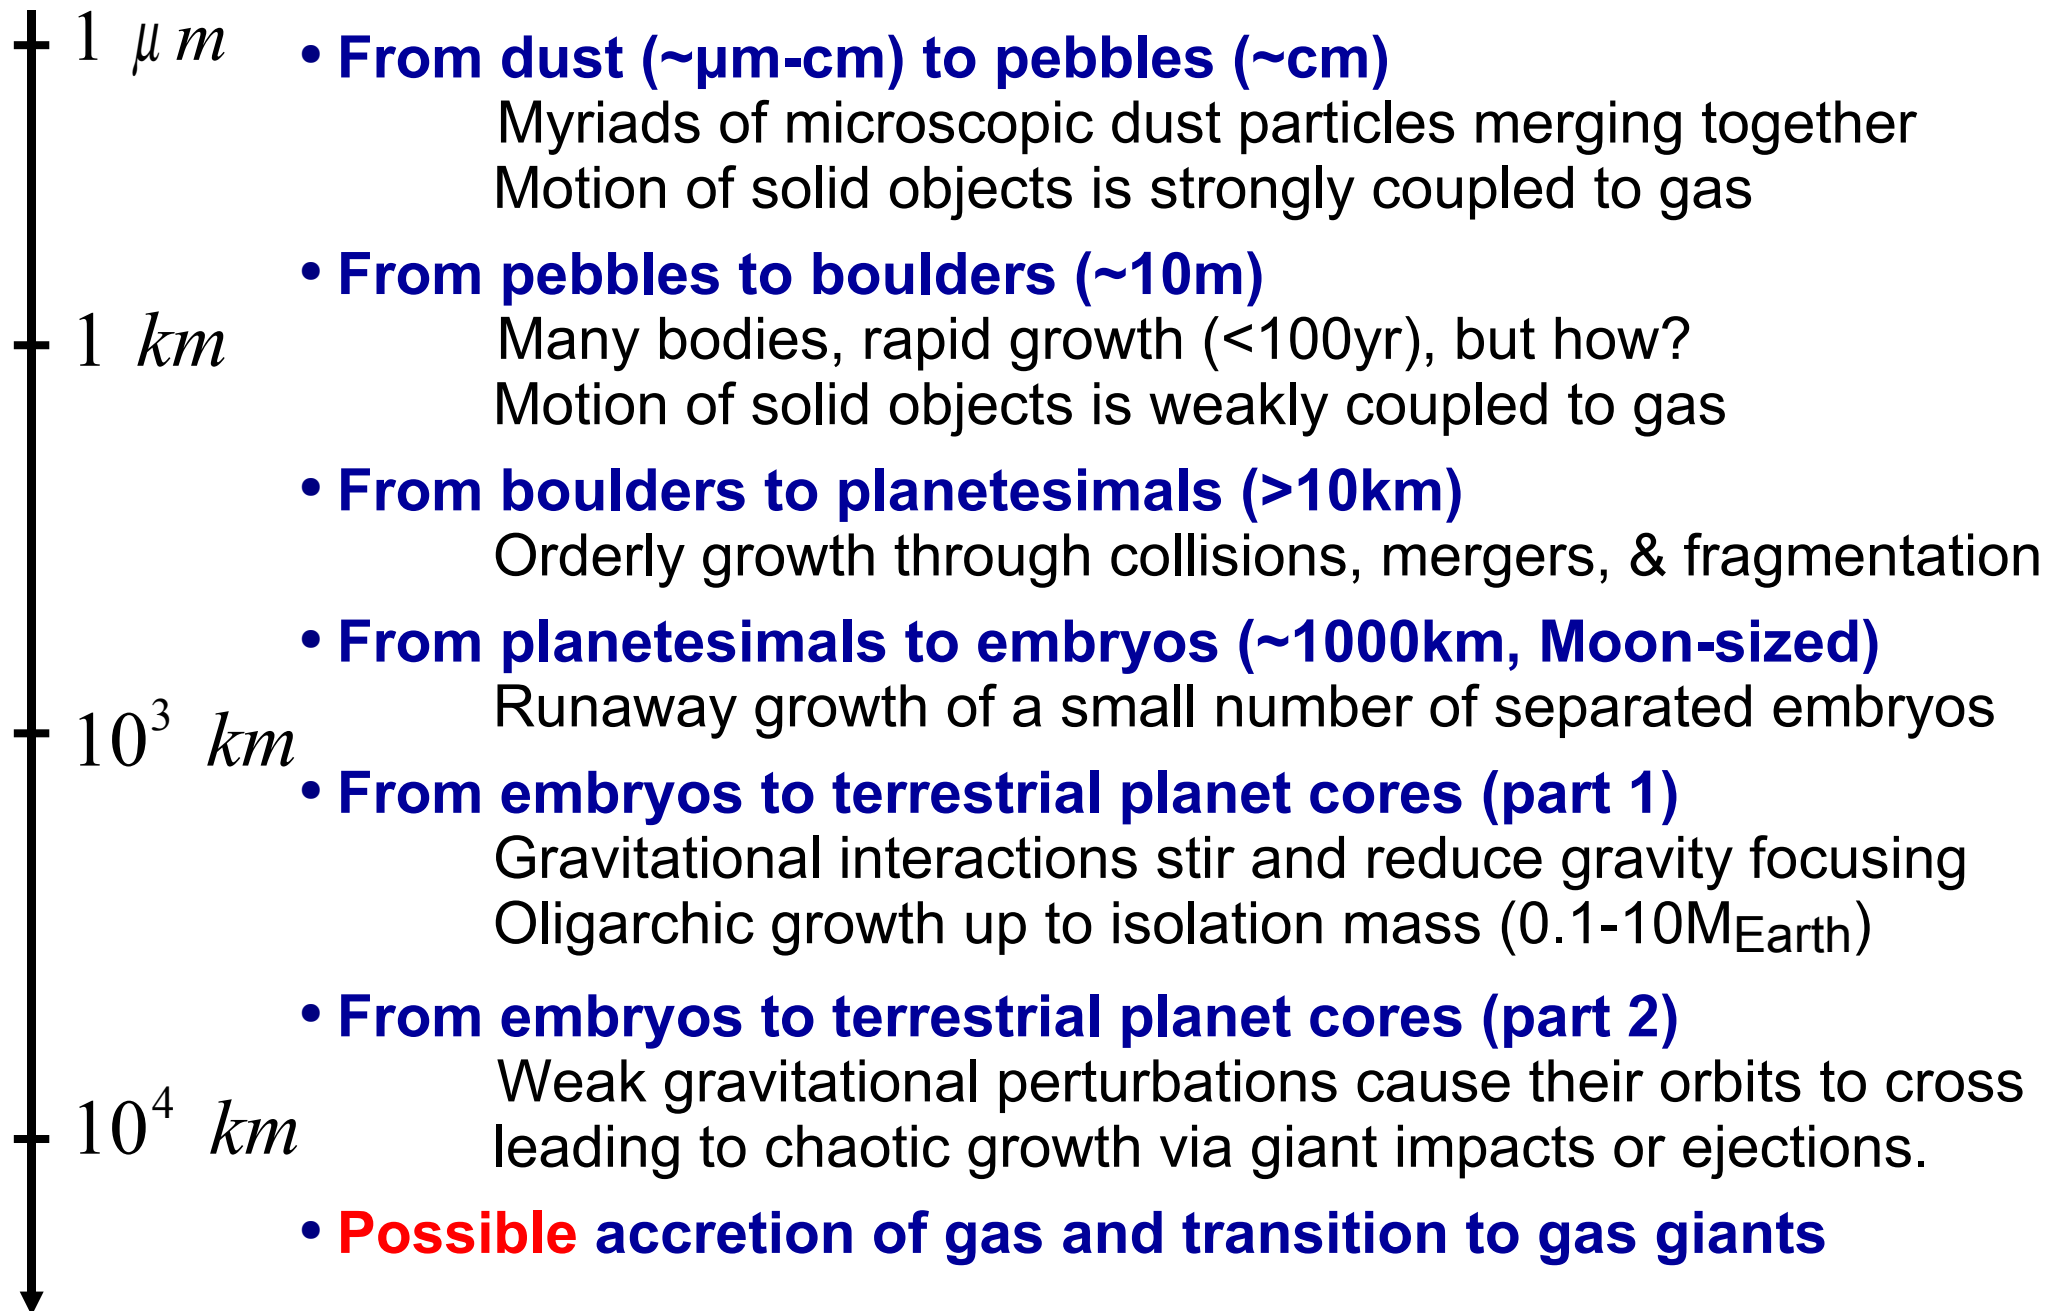 1 μm
• From dust (~µm-cm) to pebbles (~cm)
Myriads of microscopic dust particles merging together
Motion of solid objects is strongly coupled to gas
• From pebbles to boulders (~10m)
1 km
Many bodies, rapid growth (<100yr), but how?
Motion of solid objects is weakly coupled to gas
• From boulders to planetesimals (>10km)
Orderly growth through collisions, mergers, & fragmentation
• From planetesimals to embryos (~1000km, Moon-sized)
Runaway growth of a small number of separated embryos
10³ km
• From embryos to terrestrial planet cores (part 1)
Gravitational interactions stir and reduce gravity focusing
Oligarchic growth up to isolation mass (0.1-10MEarth)
• From embryos to terrestrial planet cores (part 2)
Weak gravitational perturbations cause their orbits to cross
10⁴ km
leading to chaotic growth via giant impacts or ejections.
• Possible accretion of gas and transition to gas giants